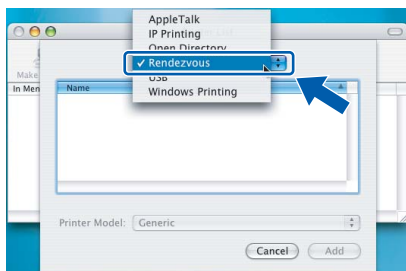 AppleTalk
IP Printing
Open Directory
✓ Rendezvous
USB
Windows Printing
Make
In Men
Name
Printer Model: Generic
Cancel Add